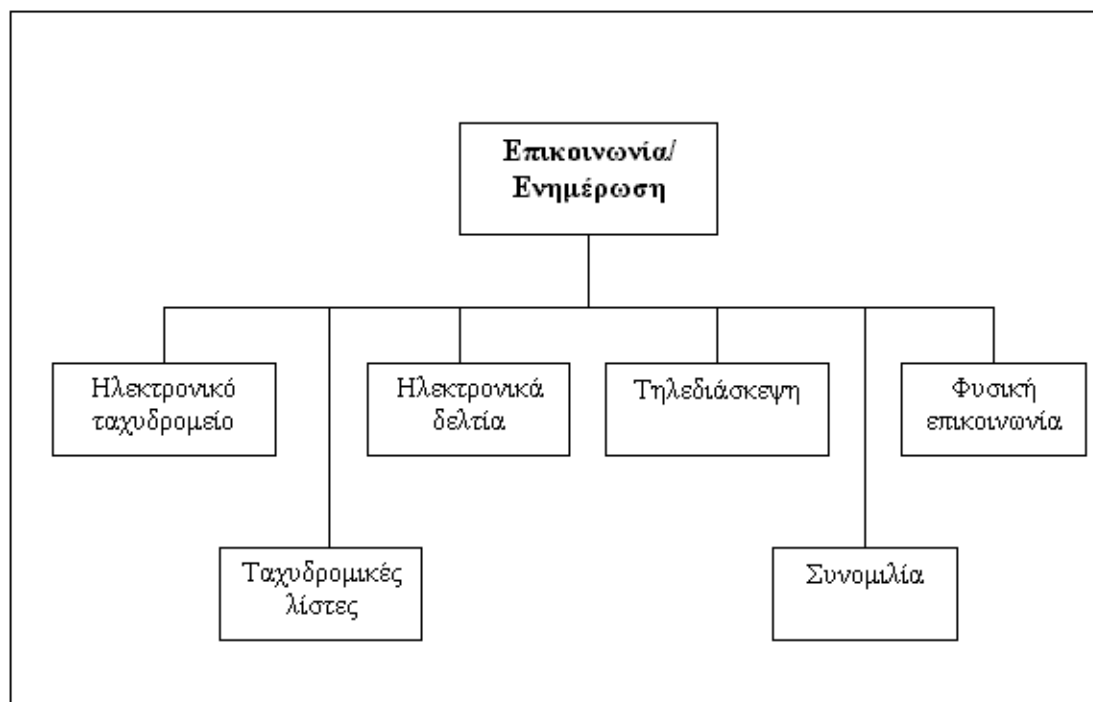 Επικοινωνία/
Ενημέρωση
Ηλεκτρονικό
ταχυδρομείο
Ηλεκτρονικά
δελτία
Τηλεδιάσκεψη
Φυσική
επικοινωνία
Ταχυδρομικές
λίστες
Συνομιλία